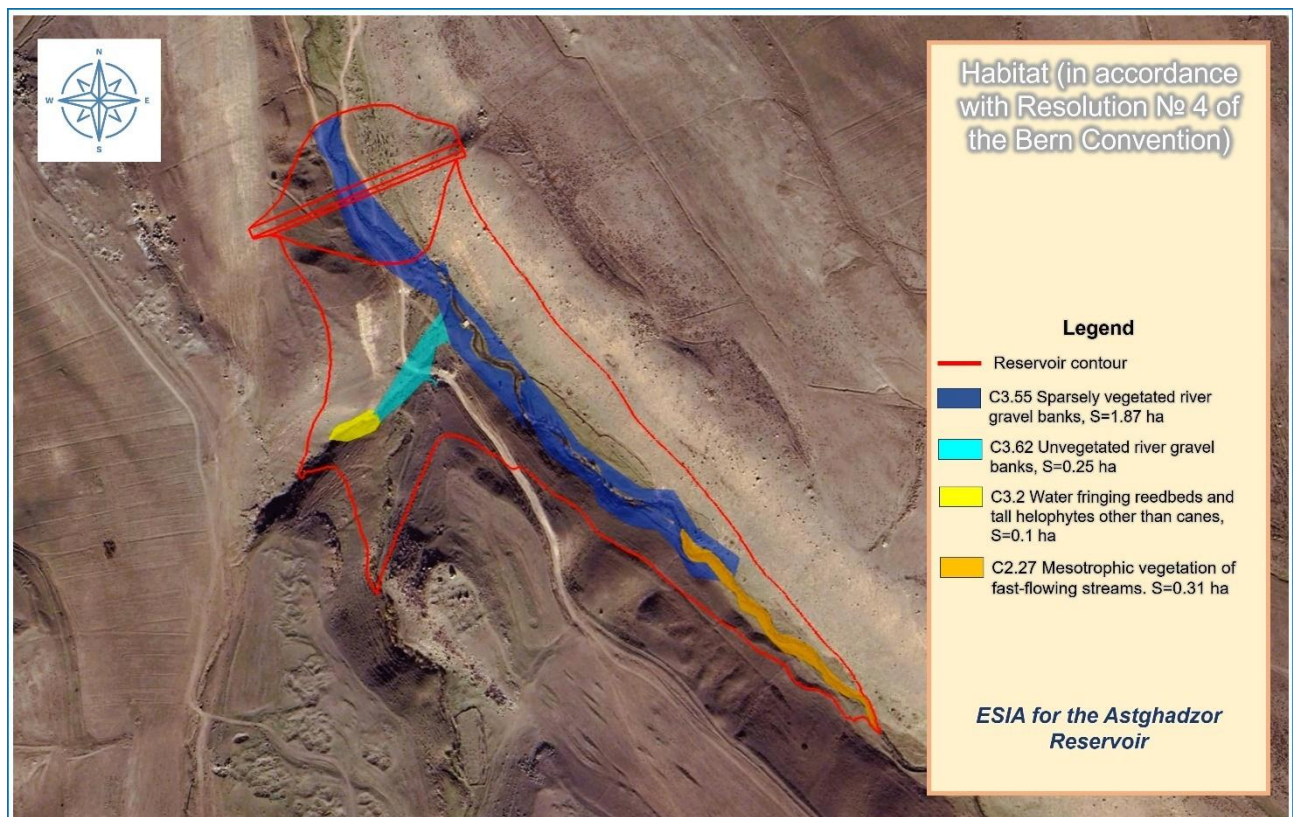 N
W E
S
Habitat (in accordance
with Resolution № 4 of
the Bern Convention)
Legend
Reservoir contour
C3.55 Sparsely vegetated river
gravel banks, S=1.87 ha
C3.62 Unvegetated river gravel
banks, S=0.25 ha
C3.2 Water fringing reedbeds and
tall helophytes other than canes,
S=0.1 ha
C2.27 Mesotrophic vegetation of
fast-flowing streams. S=0.31 ha
ESIA for the Astghadzor
Reservoir